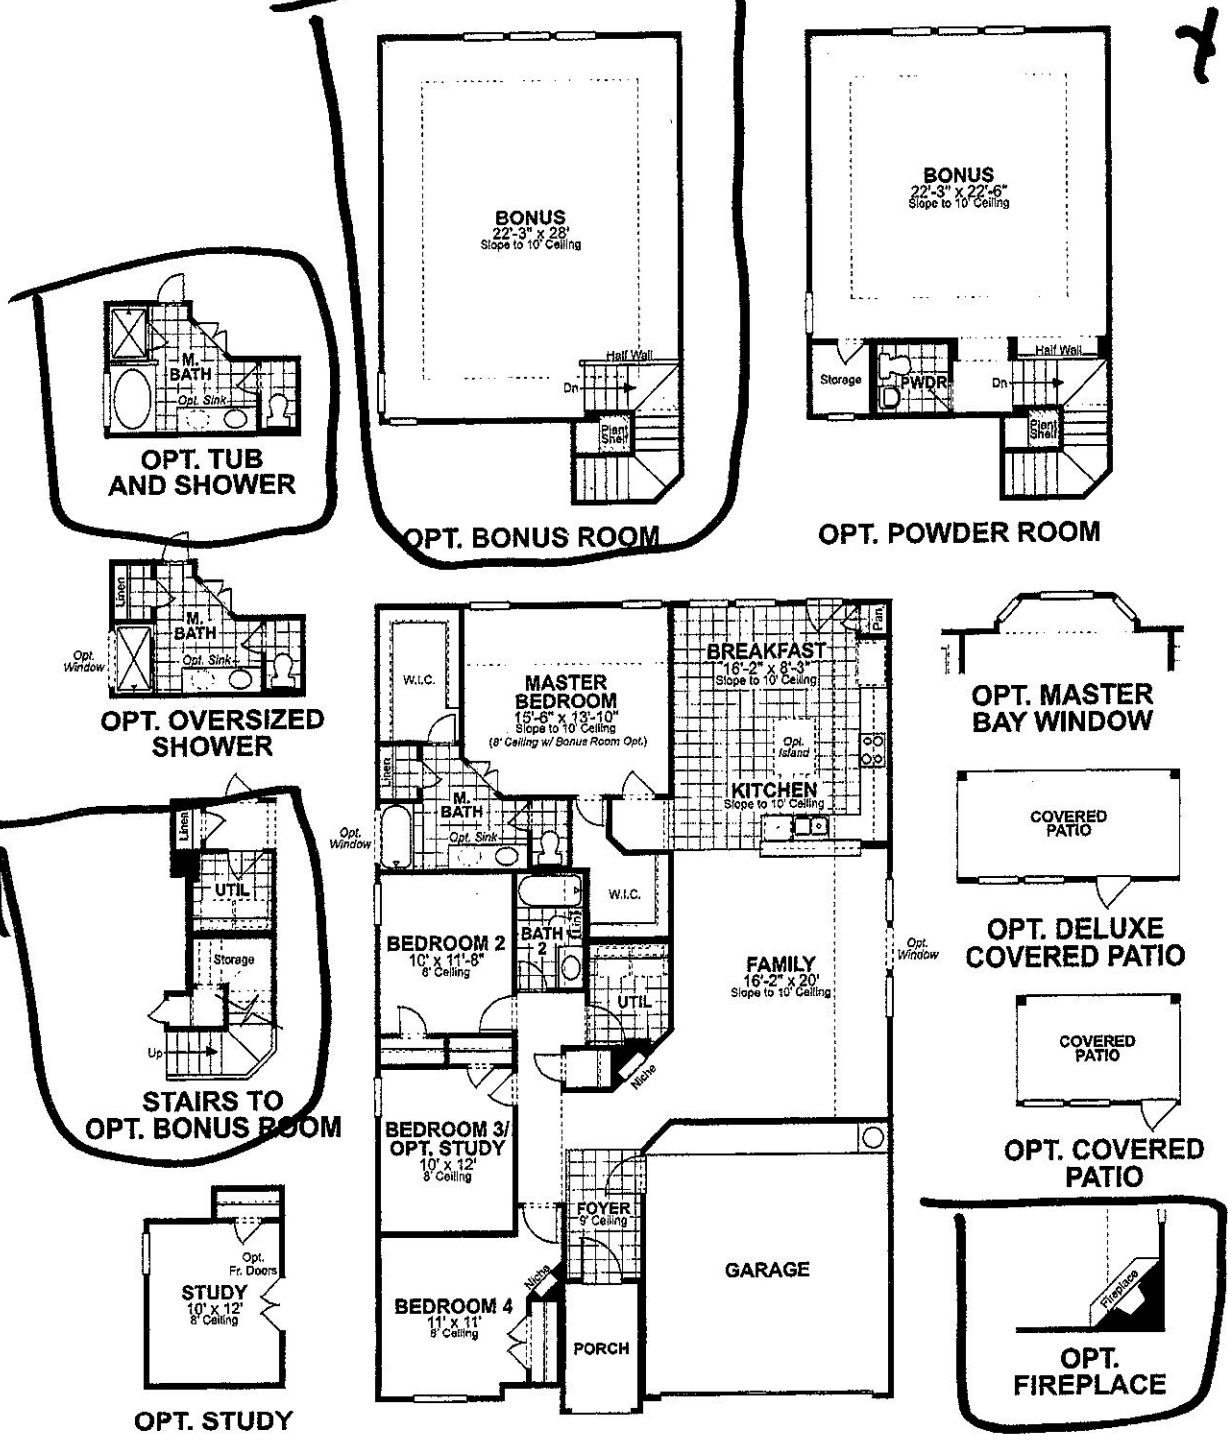 BONUS
22'-3" x 28'
Slope to 10' Ceiling
Half Wall
Dn
Plant
Shelf
OPT. BONUS ROOM
BONUS
22'-3" x 22'-6"
Slope to 10' Ceiling
Half Wall
Storage
PWDR
Dn
Plant
Shelf
OPT. POWDER ROOM
M.
BATH
Opt. Sink
OPT. TUB
AND SHOWER
Linen
M.
BATH
Opt.
Window
Opt. Sink
OPT. OVERSIZED
SHOWER
Linen
UTIL
Storage
Up
STAIRS TO
OPT. BONUS ROOM
Opt.
Fr. Doors
STUDY
10' x 12'
8' Ceiling
OPT. STUDY
W.I.C.
MASTER
BEDROOM
15'-6" x 13'-10"
Slope to 10' Ceiling
(8' Ceiling w/ Bonus Room Opt.)
BREAKFAST
16'-2" x 8'-3"
Slope to 10' Ceiling
Pan.
Opt.
Island
KITCHEN
Slope to 10' Ceiling
Linen
M.
BATH
Opt. Sink
Opt.
Window
W.I.C.
BEDROOM 2
10' x 11'-8"
8' Ceiling
BATH
2
Lin.
UTIL
FAMILY
16'-2" x 20'
Slope to 10' Ceiling
Opt.
Window
Niche
BEDROOM 3/
OPT. STUDY
10' x 12'
8' Ceiling
FOYER
9' Ceiling
GARAGE
Niche
BEDROOM 4
11' x 11'
8' Ceiling
PORCH
OPT. MASTER
BAY WINDOW
COVERED
PATIO
OPT. DELUXE
COVERED PATIO
COVERED
PATIO
OPT. COVERED
PATIO
Fireplace
OPT.
FIREPLACE